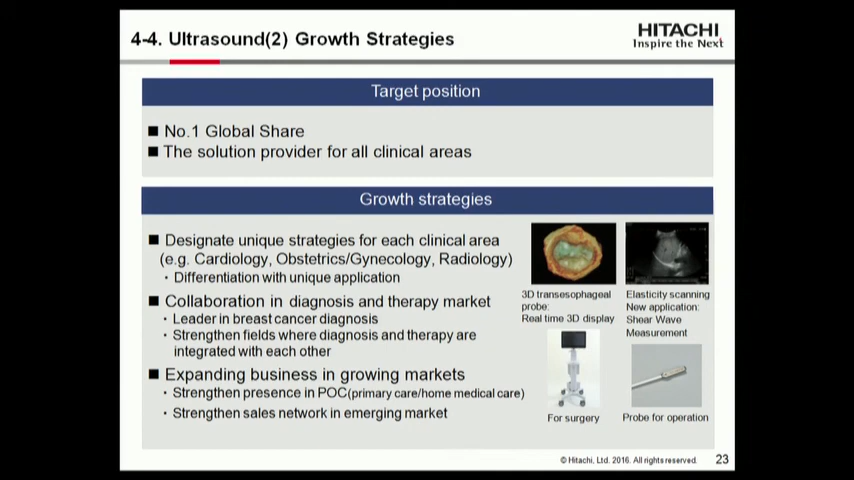 4-4. Ultrasound(2) Growth Strategies
HITACHI
Inspire the Next
Target position
■ No.1 Global Share
■ The solution provider for all clinical areas
Growth strategies
■ Designate unique strategies for each clinical area
(e.g. Cardiology, Obstetrics/Gynecology, Radiology)
・Differentiation with unique application
■ Collaboration in diagnosis and therapy market
・Leader in breast cancer diagnosis
・Strengthen fields where diagnosis and therapy are
integrated with each other
■ Expanding business in growing markets
・Strengthen presence in POC(primary care/home medical care)
・Strengthen sales network in emerging market
3D transesophageal
probe:
Real time 3D display
Elasticity scanning
New application:
Shear Wave
Measurement
For surgery
Probe for operation
© Hitachi, Ltd. 2016. All rights reserved.
23